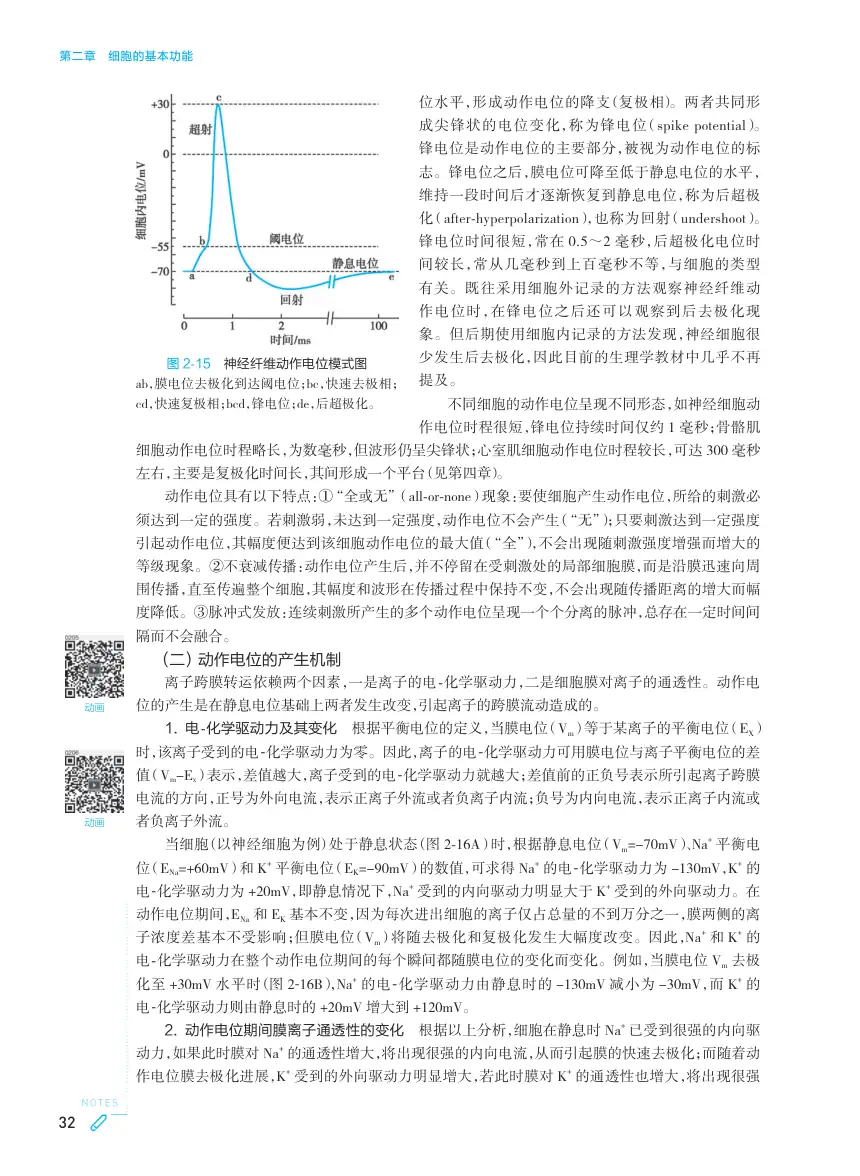 第二章 细胞的基本功能
+30
0
-55
-70
细胞内电位/mV
c
超射
b
阈电位
静息电位
a
d
e
回射
0
1
2
100
时间/ms
图 2-15 神经纤维动作电位模式图
ab,膜电位去极化到达阈电位;bc,快速去极相;
cd,快速复极相;bcd,锋电位;de,后超极化。
位水平,形成动作电位的降支(复极相)。两者共同形
成尖锋状的电位变化,称为锋电位(spike potential)。
锋电位是动作电位的主要部分,被视为动作电位的标
志。锋电位之后,膜电位可降至低于静息电位的水平,
维持一段时间后才逐渐恢复到静息电位,称为后超极
化(after-hyperpolarization),也称为回射(undershoot)。
锋电位时间很短,常在 0.5~2 毫秒,后超极化电位时
间较长,常从几毫秒到上百毫秒不等,与细胞的类型
有关。既往采用细胞外记录的方法观察神经纤维动
作电位时,在锋电位之后还可以观察到后去极化现
象。但后期使用细胞内记录的方法发现,神经细胞很
少发生后去极化,因此目前的生理学教材中几乎不再
提及。
不同细胞的动作电位呈现不同形态,如神经细胞动
作电位时程很短,锋电位持续时间仅约 1 毫秒;骨骼肌
细胞动作电位时程略长,为数毫秒,但波形仍呈尖锋状;心室肌细胞动作电位时程较长,可达 300 毫秒
左右,主要是复极化时间长,其间形成一个平台(见第四章)。
动作电位具有以下特点:①“全或无”(all-or-none)现象:要使细胞产生动作电位,所给的刺激必
须达到一定的强度。若刺激弱,未达到一定强度,动作电位不会产生(“无”);只要刺激达到一定强度
引起动作电位,其幅度便达到该细胞动作电位的最大值(“全”),不会出现随刺激强度增强而增大的
等级现象。②不衰减传播:动作电位产生后,并不停留在受刺激处的局部细胞膜,而是沿膜迅速向周
围传播,直至传遍整个细胞,其幅度和波形在传播过程中保持不变,不会出现随传播距离的增大而幅
度降低。③脉冲式发放:连续刺激所产生的多个动作电位呈现一个个分离的脉冲,总存在一定时间间
隔而不会融合。
0205
动画
(二)动作电位的产生机制
离子跨膜转运依赖两个因素,一是离子的电-化学驱动力,二是细胞膜对离子的通透性。动作电
位的产生是在静息电位基础上两者发生改变,引起离子的跨膜流动造成的。
0206
动画
1. 电-化学驱动力及其变化 根据平衡电位的定义,当膜电位(Vm)等于某离子的平衡电位(EX)
时,该离子受到的电-化学驱动力为零。因此,离子的电-化学驱动力可用膜电位与离子平衡电位的差
值(Vm−Ex)表示,差值越大,离子受到的电-化学驱动力就越大;差值前的正负号表示所引起离子跨膜
电流的方向,正号为外向电流,表示正离子外流或者负离子内流;负号为内向电流,表示正离子内流或
者负离子外流。
当细胞(以神经细胞为例)处于静息状态(图 2-16A)时,根据静息电位(Vm=−70mV)、Na⁺ 平衡电
位(ENa=+60mV)和 K⁺ 平衡电位(EK=−90mV)的数值,可求得 Na⁺ 的电-化学驱动力为 −130mV,K⁺ 的
电-化学驱动力为 +20mV,即静息情况下,Na⁺ 受到的内向驱动力明显大于 K⁺ 受到的外向驱动力。在
动作电位期间,ENa 和 EK 基本不变,因为每次进出细胞的离子仅占总量的不到万分之一,膜两侧的离
子浓度差基本不受影响;但膜电位(Vm)将随去极化和复极化发生大幅度改变。因此,Na⁺ 和 K⁺ 的
电-化学驱动力在整个动作电位期间的每个瞬间都随膜电位的变化而变化。例如,当膜电位 Vm 去极
化至 +30mV 水平时(图 2-16B),Na⁺ 的电-化学驱动力由静息时的 −130mV 减小为 −30mV,而 K⁺ 的
电-化学驱动力则由静息时的 +20mV 增大到 +120mV。
2. 动作电位期间膜离子通透性的变化 根据以上分析,细胞在静息时 Na⁺ 已受到很强的内向驱
动力,如果此时膜对 Na⁺ 的通透性增大,将出现很强的内向电流,从而引起膜的快速去极化;而随着动
作电位膜去极化进展,K⁺ 受到的外向驱动力明显增大,若此时膜对 K⁺ 的通透性也增大,将出现很强
NOTES
32